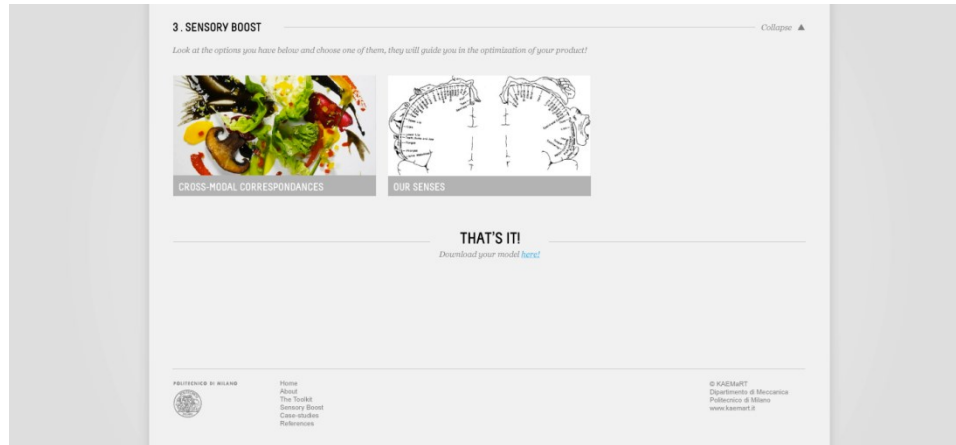 3. SENSORY BOOST
Collapse ▲
Look at the options you have below and choose one of them, they will guide you in the optimization of your product!
CROSS-MODAL CORRESPONDANCES
OUR SENSES
THAT'S IT!
Download your model here!
POLITECNICO DI MILANO
Home
About
The Toolkit
Sensory Boost
Case-studies
References
© KAEMaRT
Dipartimento di Meccanica
Politecnico di Milano
www.kaemart.it